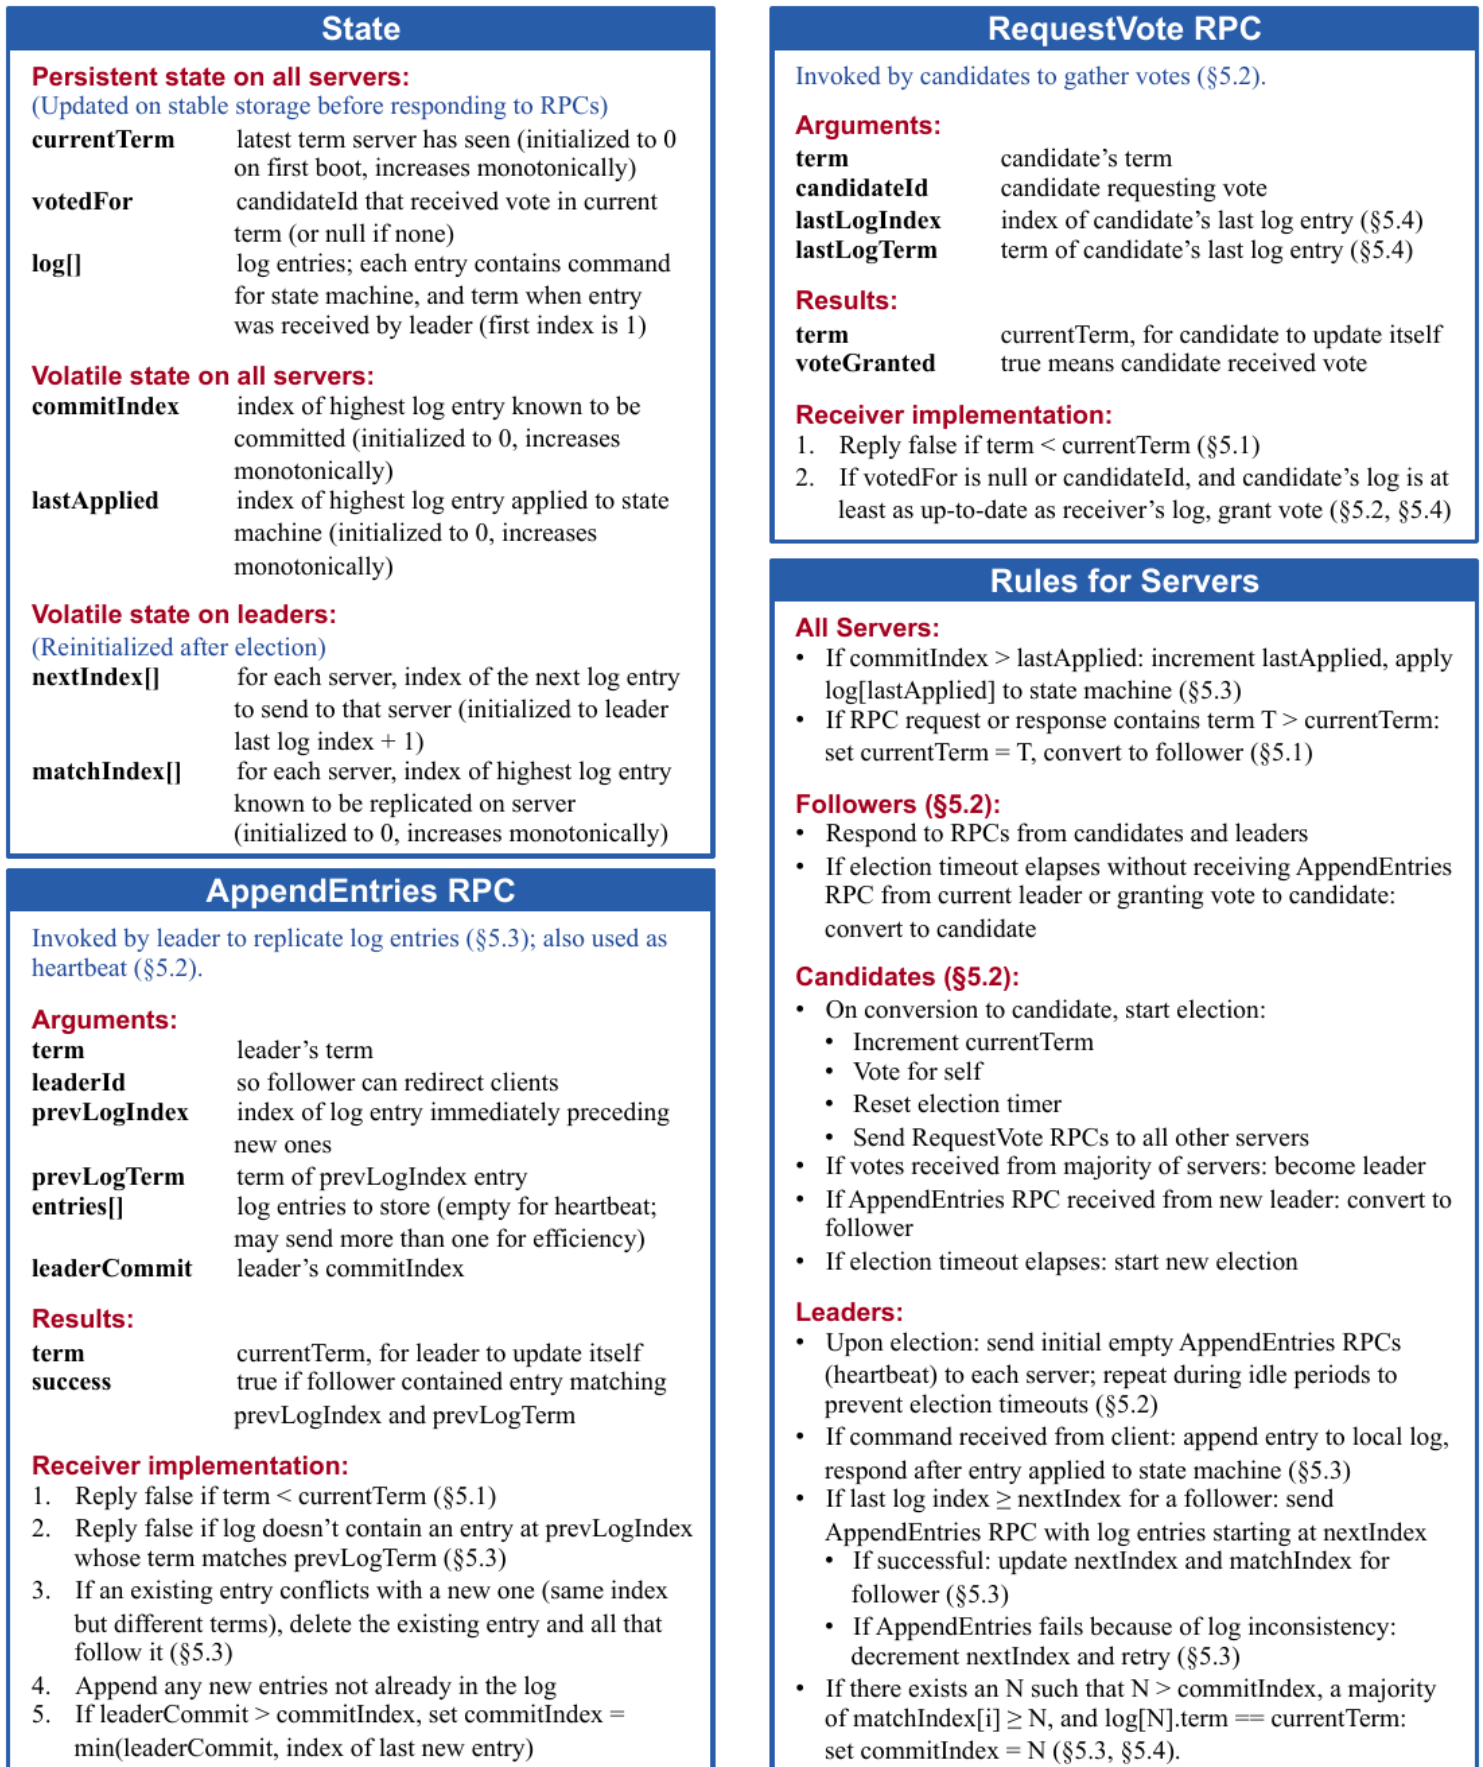 State
Persistent state on all servers:
(Updated on stable storage before responding to RPCs)
currentTerm latest term server has seen (initialized to 0
on first boot, increases monotonically)
votedFor candidateId that received vote in current
term (or null if none)
log[] log entries; each entry contains command
for state machine, and term when entry
was received by leader (first index is 1)
Volatile state on all servers:
commitIndex index of highest log entry known to be
committed (initialized to 0, increases
monotonically)
lastApplied index of highest log entry applied to state
machine (initialized to 0, increases
monotonically)
Volatile state on leaders:
(Reinitialized after election)
nextIndex[] for each server, index of the next log entry
to send to that server (initialized to leader
last log index + 1)
matchIndex[] for each server, index of highest log entry
known to be replicated on server
(initialized to 0, increases monotonically)
AppendEntries RPC
Invoked by leader to replicate log entries (§5.3); also used as
heartbeat (§5.2).
Arguments:
term leader’s term
leaderId so follower can redirect clients
prevLogIndex index of log entry immediately preceding
new ones
prevLogTerm term of prevLogIndex entry
entries[] log entries to store (empty for heartbeat;
may send more than one for efficiency)
leaderCommit leader’s commitIndex
Results:
term currentTerm, for leader to update itself
success true if follower contained entry matching
prevLogIndex and prevLogTerm
Receiver implementation:
1. Reply false if term < currentTerm (§5.1)
2. Reply false if log doesn’t contain an entry at prevLogIndex
whose term matches prevLogTerm (§5.3)
3. If an existing entry conflicts with a new one (same index
but different terms), delete the existing entry and all that
follow it (§5.3)
4. Append any new entries not already in the log
5. If leaderCommit > commitIndex, set commitIndex =
min(leaderCommit, index of last new entry)
RequestVote RPC
Invoked by candidates to gather votes (§5.2).
Arguments:
term candidate’s term
candidateId candidate requesting vote
lastLogIndex index of candidate’s last log entry (§5.4)
lastLogTerm term of candidate’s last log entry (§5.4)
Results:
term currentTerm, for candidate to update itself
voteGranted true means candidate received vote
Receiver implementation:
1. Reply false if term < currentTerm (§5.1)
2. If votedFor is null or candidateId, and candidate’s log is at
least as up-to-date as receiver’s log, grant vote (§5.2, §5.4)
Rules for Servers
All Servers:
• If commitIndex > lastApplied: increment lastApplied, apply
log[lastApplied] to state machine (§5.3)
• If RPC request or response contains term T > currentTerm:
set currentTerm = T, convert to follower (§5.1)
Followers (§5.2):
• Respond to RPCs from candidates and leaders
• If election timeout elapses without receiving AppendEntries
RPC from current leader or granting vote to candidate:
convert to candidate
Candidates (§5.2):
• On conversion to candidate, start election:
• Increment currentTerm
• Vote for self
• Reset election timer
• Send RequestVote RPCs to all other servers
• If votes received from majority of servers: become leader
• If AppendEntries RPC received from new leader: convert to
follower
• If election timeout elapses: start new election
Leaders:
• Upon election: send initial empty AppendEntries RPCs
(heartbeat) to each server; repeat during idle periods to
prevent election timeouts (§5.2)
• If command received from client: append entry to local log,
respond after entry applied to state machine (§5.3)
• If last log index ≥ nextIndex for a follower: send
AppendEntries RPC with log entries starting at nextIndex
• If successful: update nextIndex and matchIndex for
follower (§5.3)
• If AppendEntries fails because of log inconsistency:
decrement nextIndex and retry (§5.3)
• If there exists an N such that N > commitIndex, a majority
of matchIndex[i] ≥ N, and log[N].term == currentTerm:
set commitIndex = N (§5.3, §5.4).